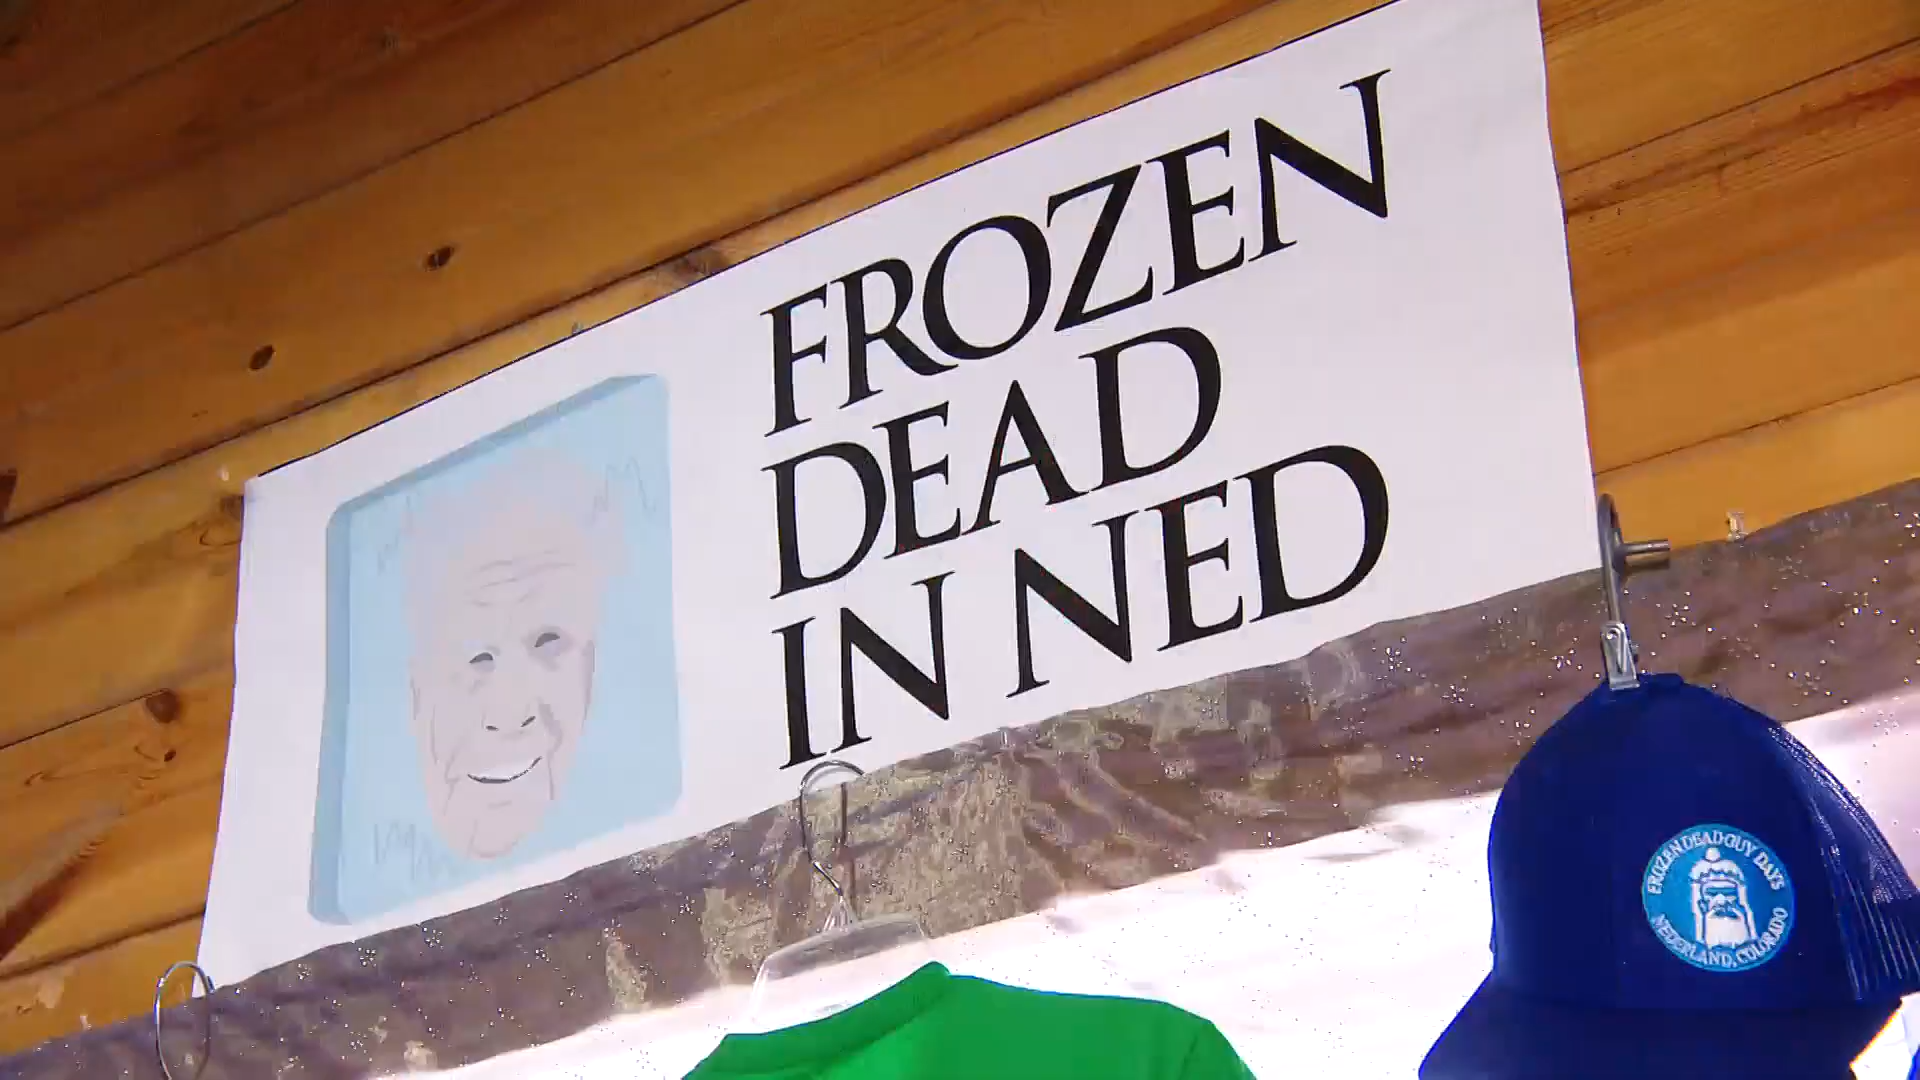 FROZEN
DEAD
IN NED
FROZEN DEAD GUY DAYS
NEDERLAND, COLORADO